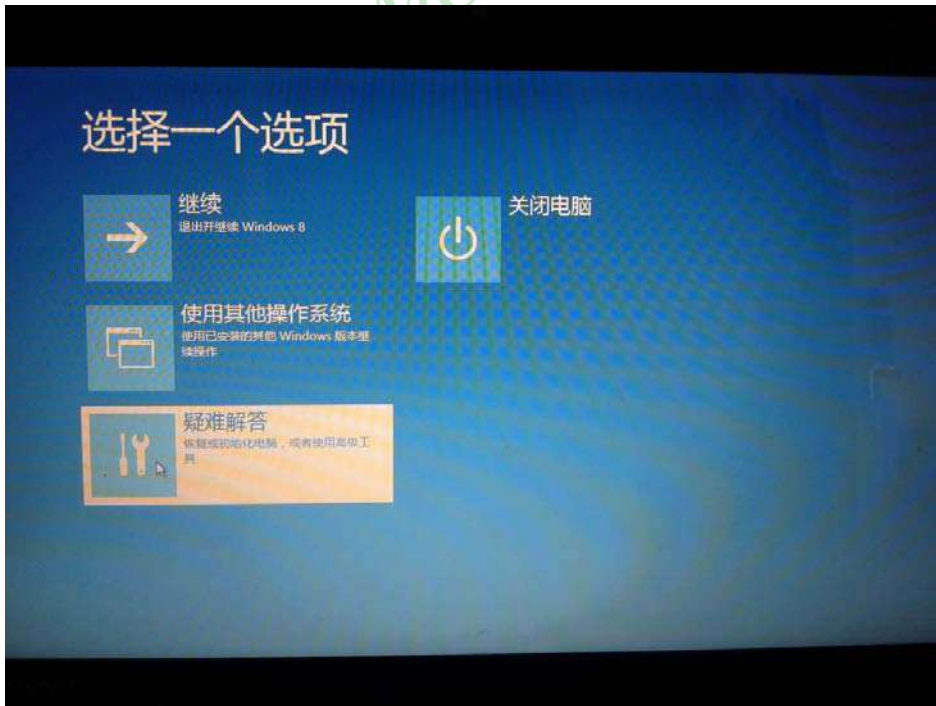 选择一个选项
继续
退出并继续 Windows 8
关闭电脑
使用其他操作系统
使用已安装的其他 Windows 版本继
续操作
疑难解答
恢复或初始化电脑，或者使用高级工
具